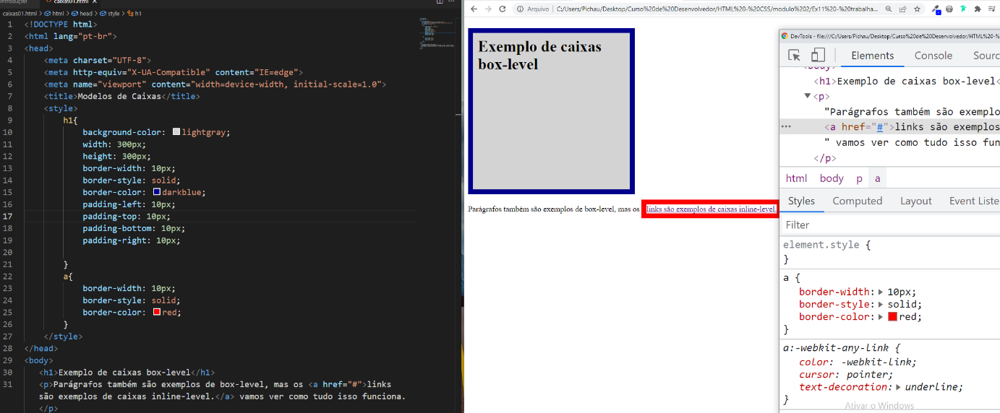 Introdução
caixas01.html
caixas01.html > html > head > style > h1
1 <!DOCTYPE html>
2 <html lang="pt-br">
3 <head>
4 <meta charset="UTF-8">
5 <meta http-equiv="X-UA-Compatible" content="IE=edge">
6 <meta name="viewport" content="width=device-width, initial-scale=1.0">
7 <title>Modelos de Caixas</title>
8 <style>
9 h1{
10 background-color: lightgray;
11 width: 300px;
12 height: 300px;
13 border-width: 10px;
14 border-style: solid;
15 border-color: darkblue;
16 padding-left: 10px;
17 padding-top: 10px;
18 padding-bottom: 10px;
19 padding-right: 10px;
20
21 }
22 a{
23 border-width: 10px;
24 border-style: solid;
25 border-color: red;
26 }
27 </style>
28 </head>
29 <body>
30 <h1>Exemplo de caixas box-level</h1>
31 <p>Parágrafos também são exemplos de box-level, mas os <a href="#">links
são exemplos de caixas inline-level.</a> vamos ver como tudo isso funciona.
</p>
Arquivo | C:/Users/Pichau/Desktop/Curso%20de%20Desenvolvedor/HTML%20-%20CSS/modulo%202/Ex11%20-%20trabalha...
Exemplo de caixas
box-level
Parágrafos também são exemplos de box-level, mas os links são exemplos de caixas inline-level.
DevTools - file:///C:/Users/Pichau/Desktop/Curso%20de%20Desenvolvedor/HTML%20-%
Elements Console Sourc
<body>
<h1>Exemplo de caixas box-level<
<p>
"Parágrafos também são exemplo
<a href="#">links são exemplos
" vamos ver como tudo isso func
</p>
html body p a
Styles Computed Layout Event Liste
Filter
element.style {
}
a {
border-width: 10px;
border-style: solid;
border-color: red;
}
a:-webkit-any-link {
color: -webkit-link;
cursor: pointer;
text-decoration: underline;
}
Ativar o Windows